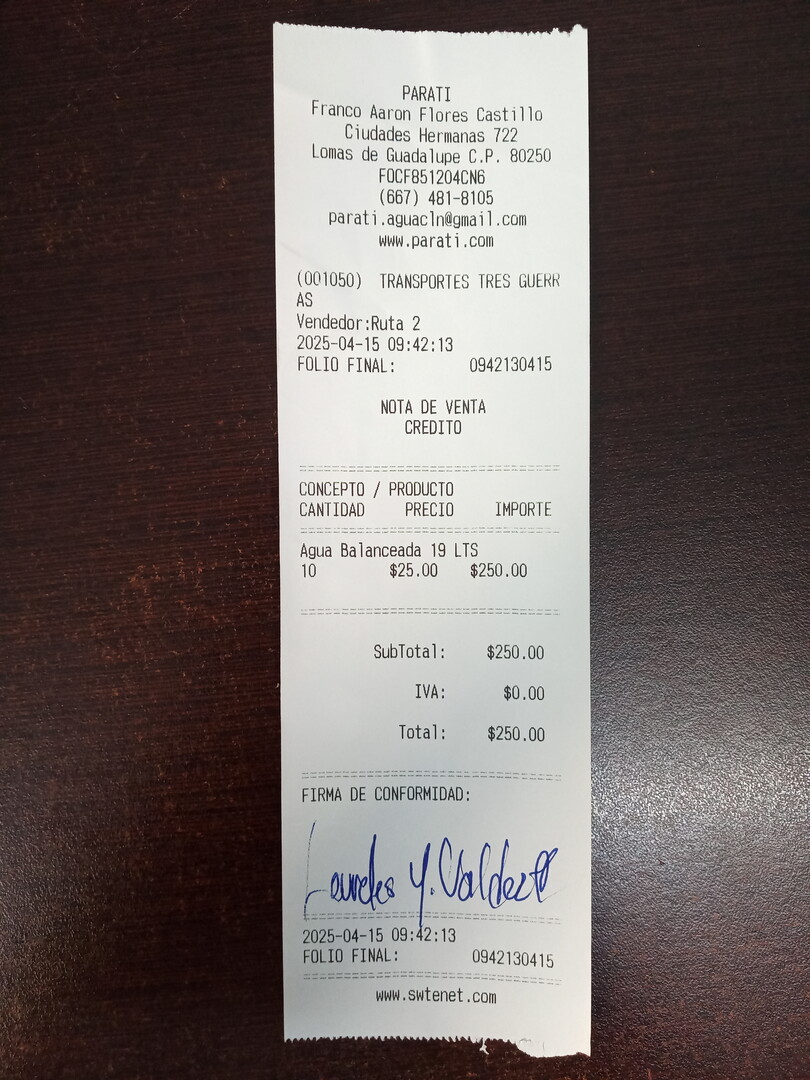 PARATI
Franco Aaron Flores Castillo
Ciudades Hermanas 722
Lomas de Guadalupe C.P. 80250
FOCF851204CN6
(667) 481-8105
parati.aguacln@gmail.com
www.parati.com
(001050) TRANSPORTES TRES GUERR
AS
Vendedor:Ruta 2
2025-04-15 09:42:13
FOLIO FINAL: 0942130415
NOTA DE VENTA
CREDITO
CONCEPTO / PRODUCTO
CANTIDAD PRECIO IMPORTE
Agua Balanceada 19 LTS
10 $25.00 $250.00
SubTotal: $250.00
IVA: $0.00
Total: $250.00
FIRMA DE CONFORMIDAD:
Lourdes Y. Valdez
2025-04-15 09:42:13
FOLIO FINAL: 0942130415
www.swtenet.com